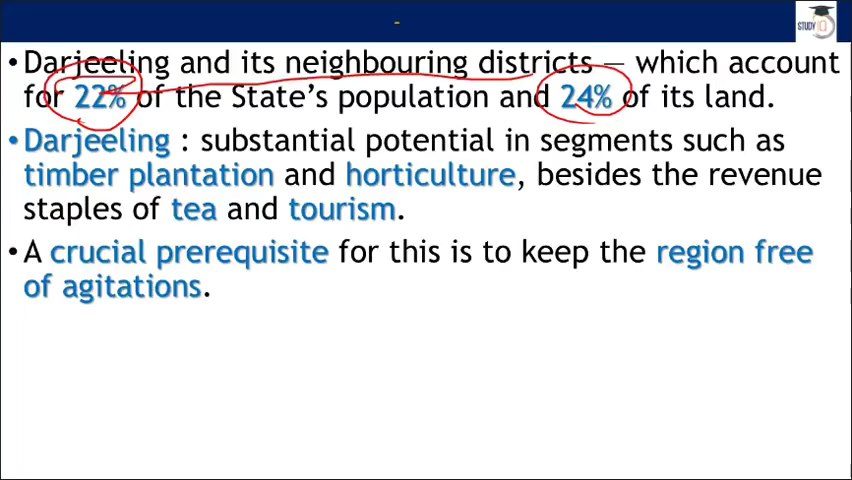 -
STUDY IQ
• Darjeeling and its neighbouring districts — which account
for 22% of the State's population and 24% of its land.
• Darjeeling : substantial potential in segments such as
timber plantation and horticulture, besides the revenue
staples of tea and tourism.
• A crucial prerequisite for this is to keep the region free
of agitations.